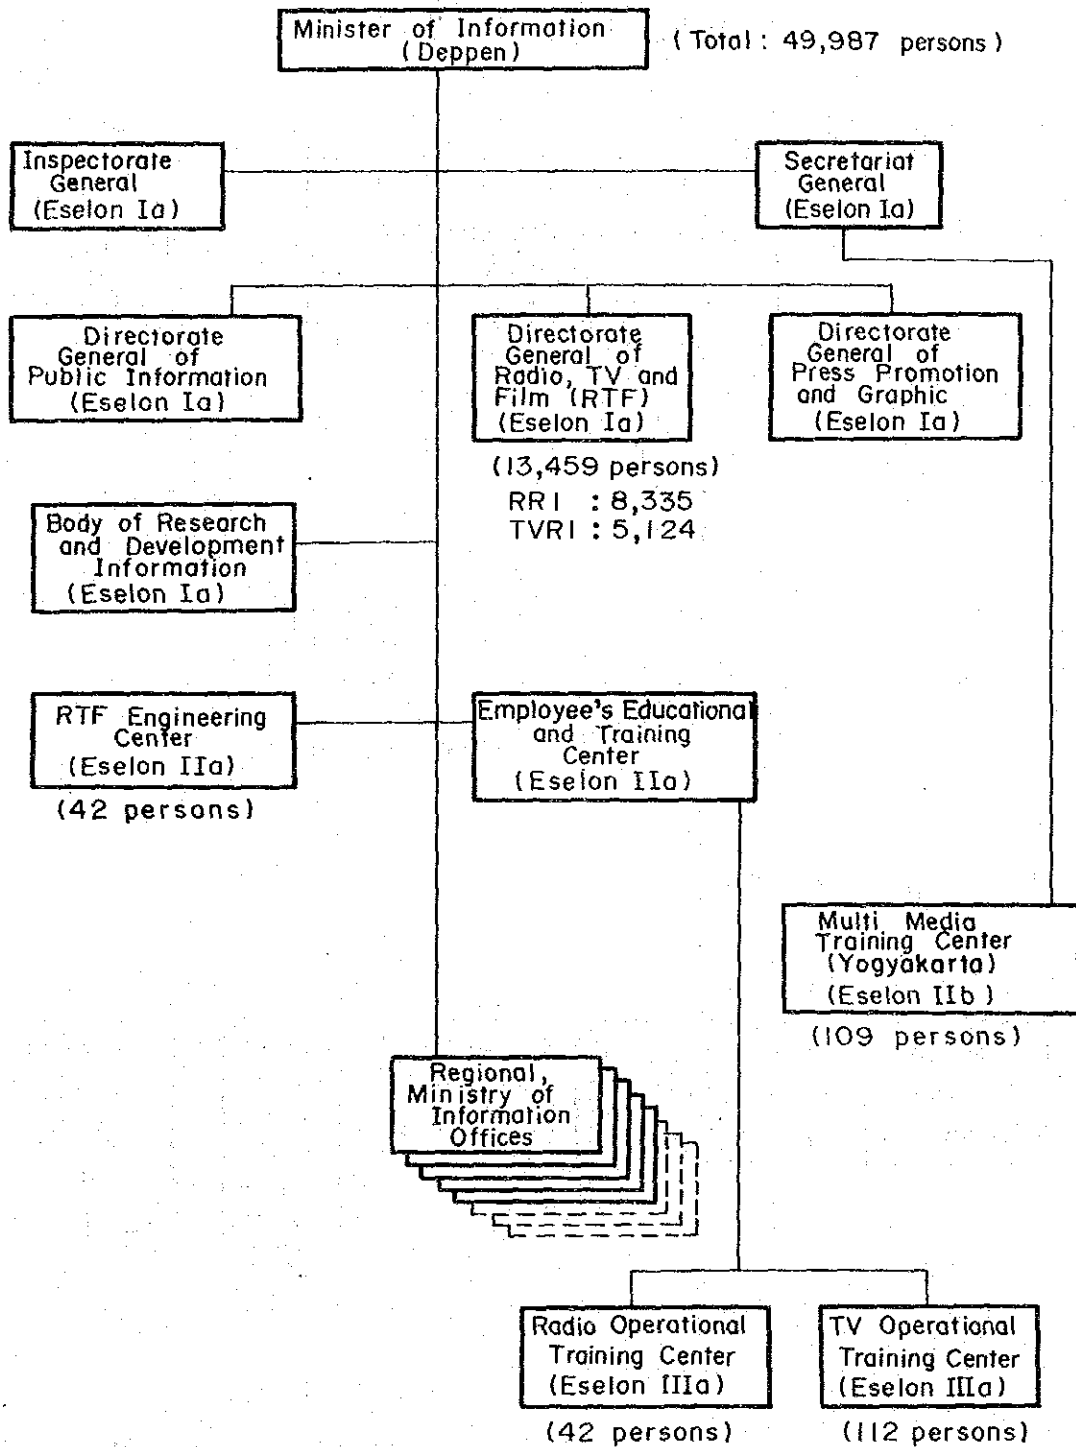 Minister of Information
(Deppen)
(Total : 49,987 persons)
Inspectorate
General
(Eselon Ia)
Secretariat
General
(Eselon Ia)
Directorate
General of
Public Information
(Eselon Ia)
Directorate
General of
Radio, TV and
Film (RTF)
(Eselon Ia)
Directorate
General of
Press Promotion
and Graphic
(Eselon Ia)
(13,459 persons)
RRI : 8,335
TVRI : 5,124
Body of Research
and Development
Information
(Eselon Ia)
RTF Engineering
Center
(Eselon IIa)
(42 persons)
Employee's Educational
and Training
Center
(Eselon IIa)
Multi Media
Training Center
(Yogyakarta)
(Eselon IIb)
(109 persons)
Regional,
Ministry of
Information
Offices
Radio Operational
Training Center
(Eselon IIIa)
(42 persons)
TV Operational
Training Center
(Eselon IIIa)
(112 persons)